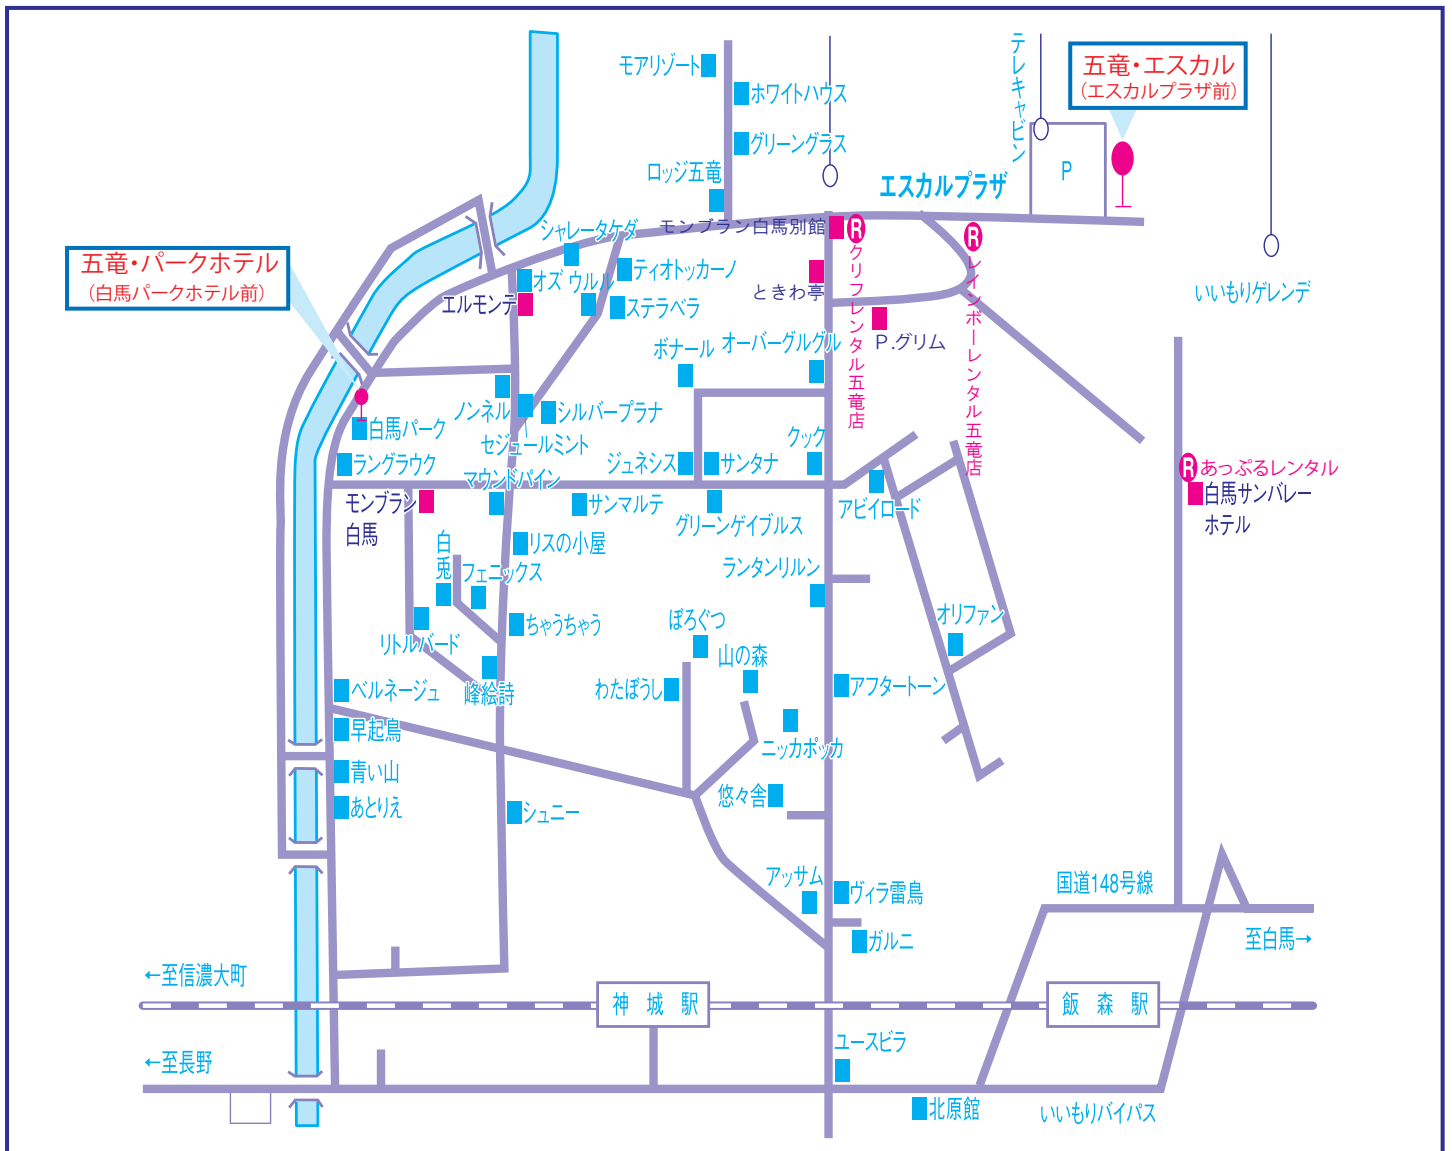 モアリゾート
ホワイトハウス
グリーングラス
ロッジ五竜
テレキャビン
五竜・エスカル
(エスカルプラザ前)
P
エスカルプラザ
シャレータケダ
モンブラン白馬別館
R
クリフレンタル五竜店
R
レインボーレンタル五竜店
五竜・パークホテル
(白馬パークホテル前)
オズ
ウルル
ティオトッカーノ
エルモンテ
ステラベラ
ときわ亭
いいもりゲレンデ
ボナール
オーバーグルグル
P.グリム
ノンネル
シルバープラナ
セジュールミント
白馬パーク
クック
ラングラウク
マウンドパイン
ジュネシス
サンタナ
R
あっぷるレンタル
白馬サンバレー
ホテル
モンブラン
白馬
サンマルテ
グリーンゲイブルス
アビイロード
白兎
リスの小屋
フェニックス
ランタンリルン
リトルバード
ちゃうちゃう
ぼろぐつ
オリファン
山の森
峰絵詩
ベルネージュ
わたぼうし
アフタートーン
早起鳥
ニッカポッカ
青い山
あとりえ
シュニー
悠々舎
アッサム
ヴィラ雷鳥
国道148号線
ガルニ
至白馬→
←至信濃大町
神城駅
飯森駅
ユースビラ
←至長野
北原館
いいもりバイパス